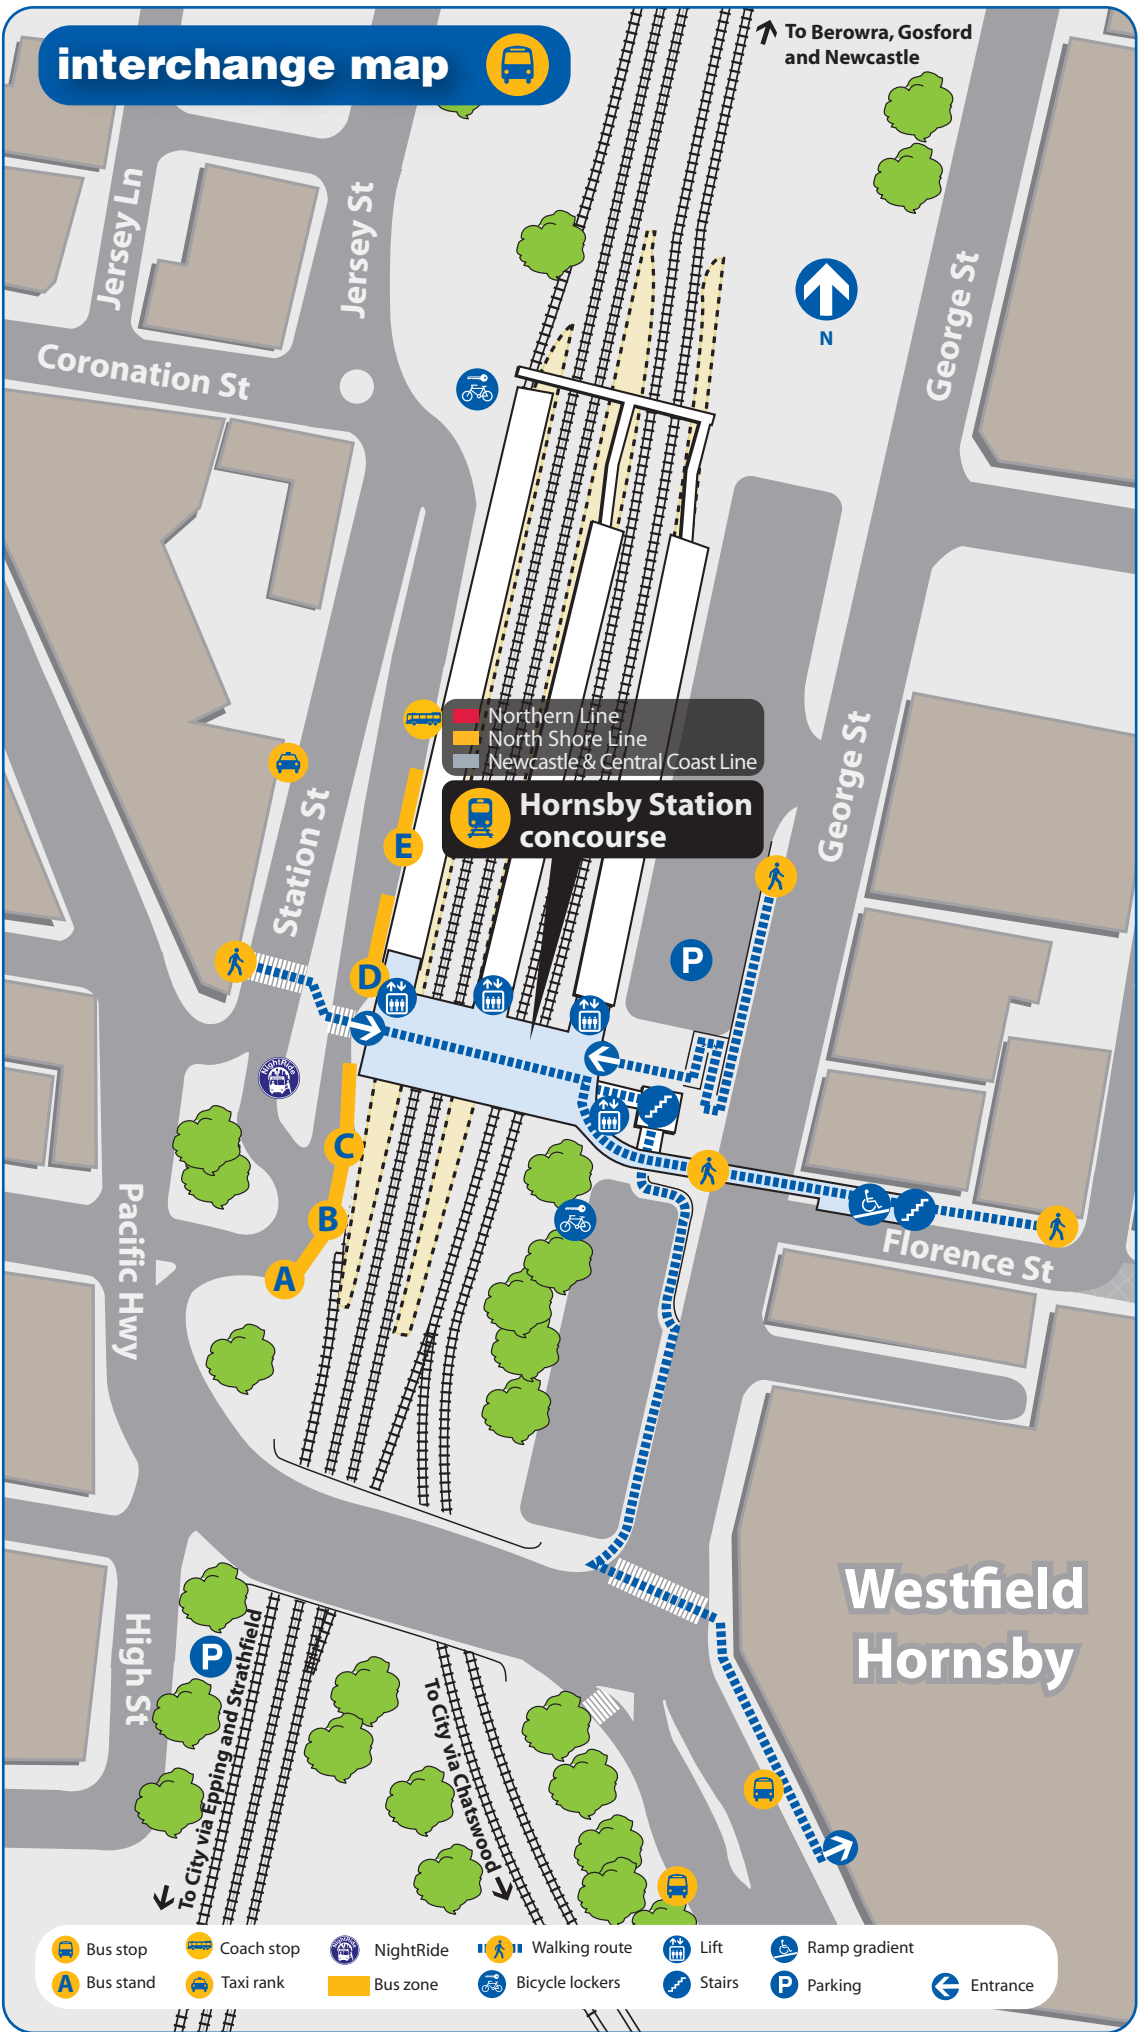 interchange map
To Berowra, Gosford
and Newcastle
Jersey Ln
Jersey St
George St
N
Coronation St
Northern Line
North Shore Line
Newcastle & Central Coast Line
Hornsby Station
concourse
George St
E
Station St
D
P
NightRide
C
B
A
Pacific Hwy
Florence St
Westfield
Hornsby
High St
P
To City via Epping and Strathfield
To City via Chatswood
Bus stop
Coach stop
NightRide
NightRide
Walking route
Lift
Ramp gradient
A
Bus stand
Taxi rank
Bus zone
Bicycle lockers
Stairs
P
Parking
Entrance